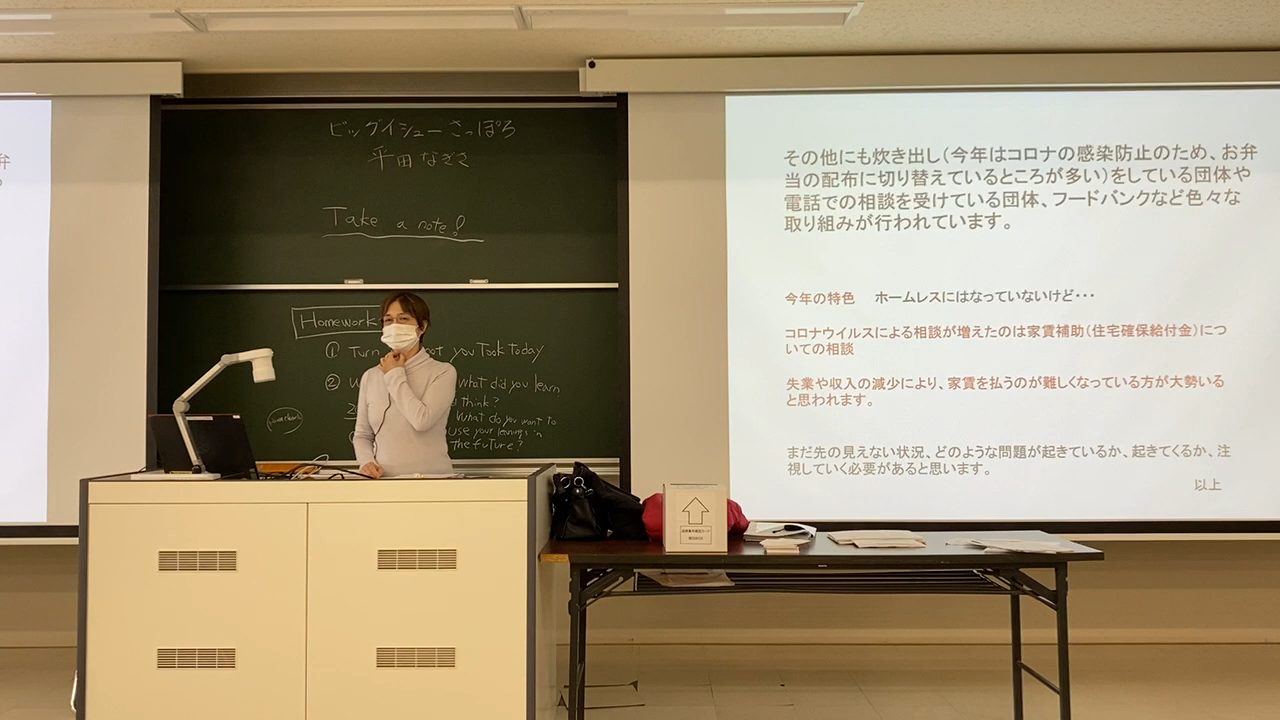 ビッグイシューさっぽろ
平田なぎさ
Take a note!
Homework
① Turn ot you Took today
② W what did you learn
think?
What do you want to
use your learnings in
the future?
弁
その他にも炊き出し（今年はコロナの感染防止のため、お弁
当の配布に切り替えているところが多い）をしている団体や
電話での相談を受けている団体、フードバンクなど色々な
取り組みが行われています。
今年の特色　ホームレスにはなっていないけど・・・
コロナウイルスによる相談が増えたのは家賃補助（住宅確保給付金）につ
いての相談
失業や収入の減少により、家賃を払うのが難しくなっている方が大勢いる
と思われます。
まだ先の見えない状況、どのような問題が起きているか、起きてくるか、注
視していく必要があると思います。
以上